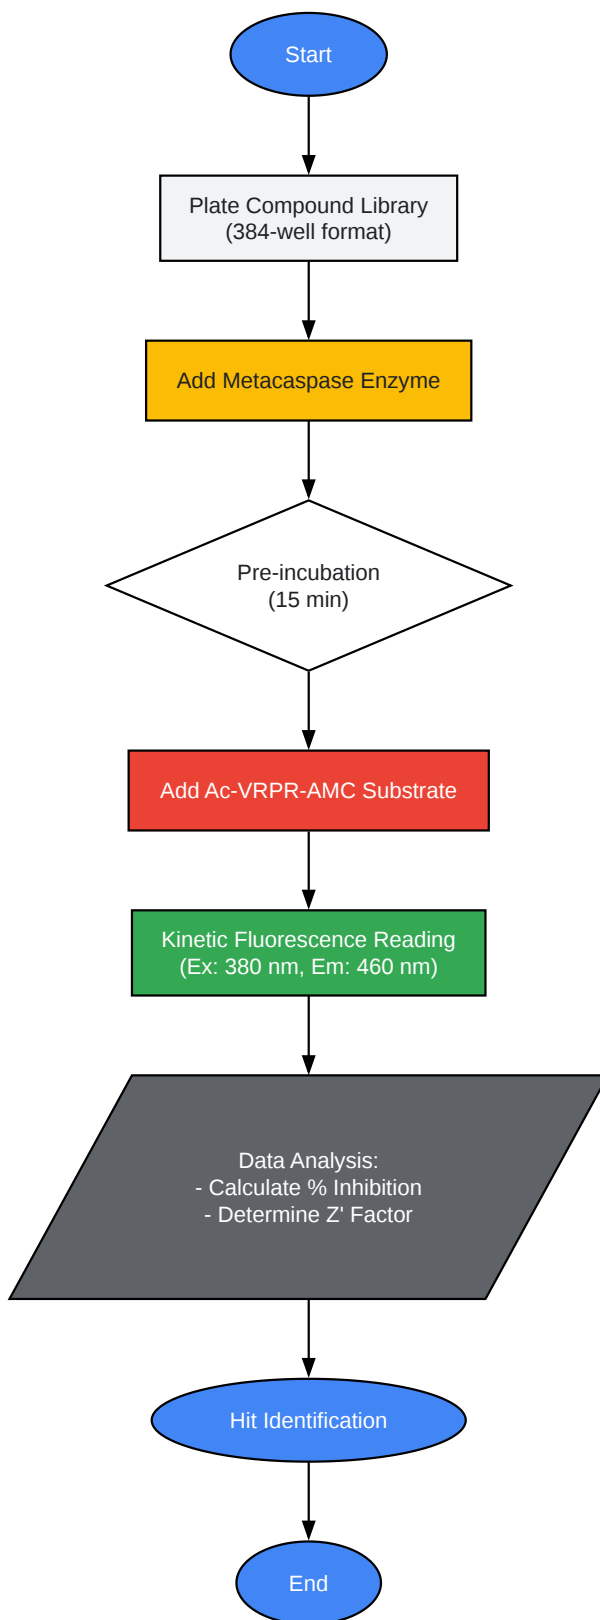 Start
Plate Compound Library
(384-well format)
Add Metacaspase Enzyme
Pre-incubation
(15 min)
Add Ac-VRPR-AMC Substrate
Kinetic Fluorescence Reading
(Ex: 380 nm, Em: 460 nm)
Data Analysis:
- Calculate % Inhibition
- Determine Z' Factor
Hit Identification
End